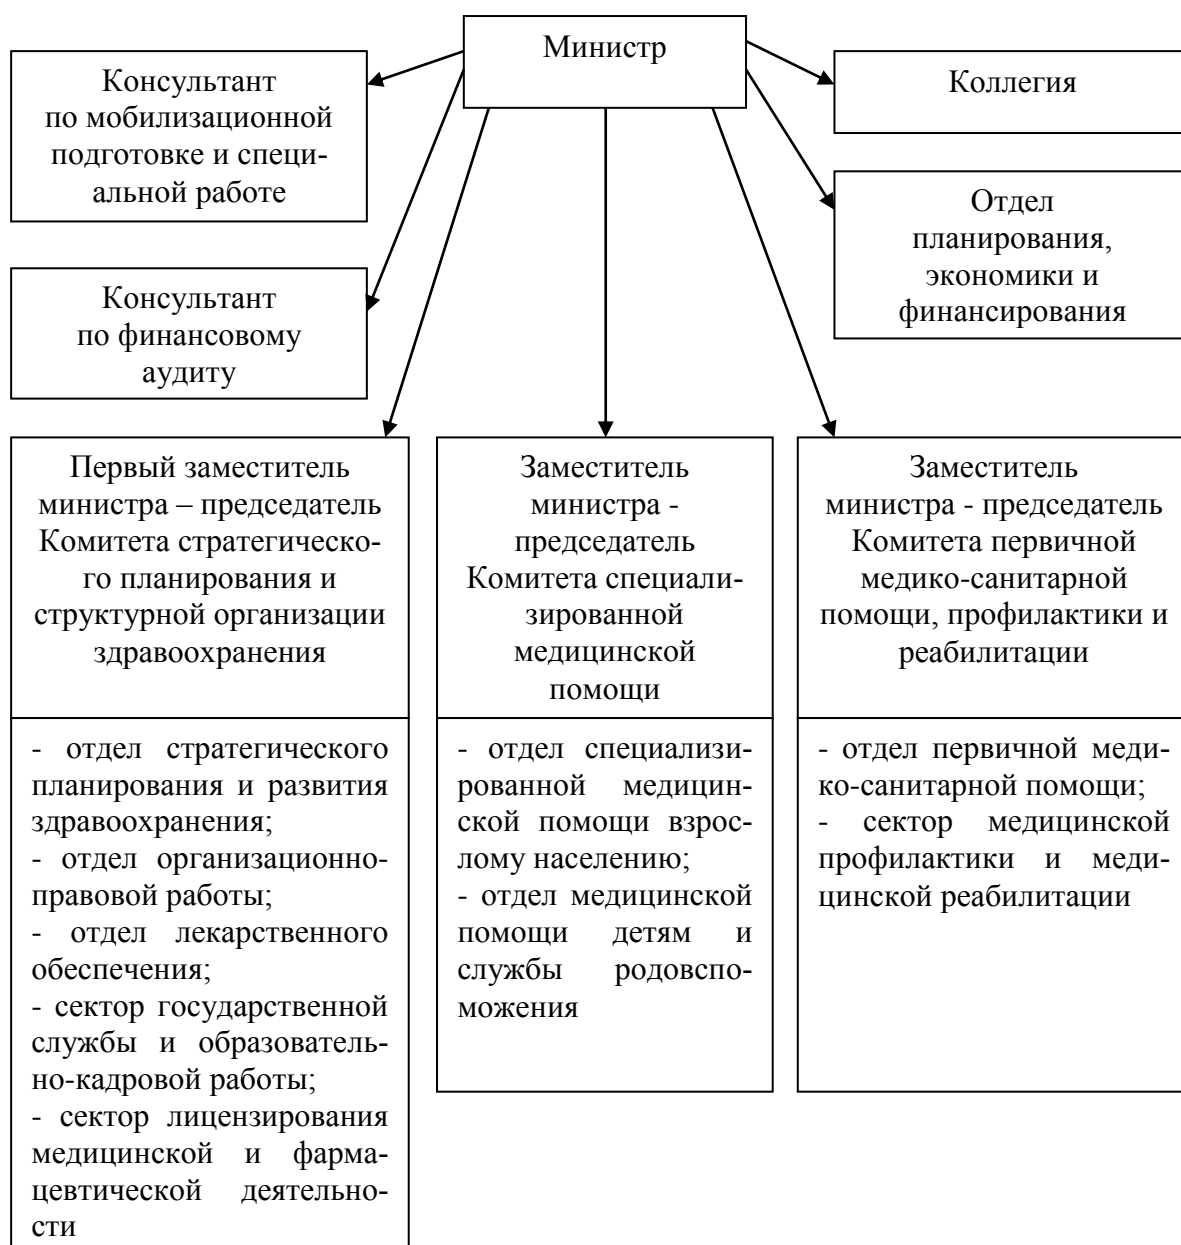 Министр
Консультант
по мобилизационной
подготовке и специ-
альной работе
Коллегия
Отдел
планирования,
экономики и
финансирования
Консультант
по финансовому
аудиту
Первый заместитель
министра – председатель
Комитета стратегическо-
го планирования и
структурной организации
здравоохранения
Заместитель
министра -
председатель
Комитета специали-
зированной
медицинской
помощи
Заместитель
министра - председатель
Комитета первичной
медико-санитарной
помощи, профилактики и
реабилитации
- отдел стратегического
планирования и развития
здравоохранения;
- отдел организационно-
правовой работы;
- отдел лекарственного
обеспечения;
- сектор государственной
службы и образователь-
но-кадровой работы;
- сектор лицензирования
медицинской и фарма-
цевтической деятельно-
сти
- отдел специализи-
рованной медицин-
ской помощи взрос-
лому населению;
- отдел медицинской
помощи детям и
службы родовспо-
можения
- отдел первичной меди-
ко-санитарной помощи;
- сектор медицинской
профилактики и меди-
цинской реабилитации